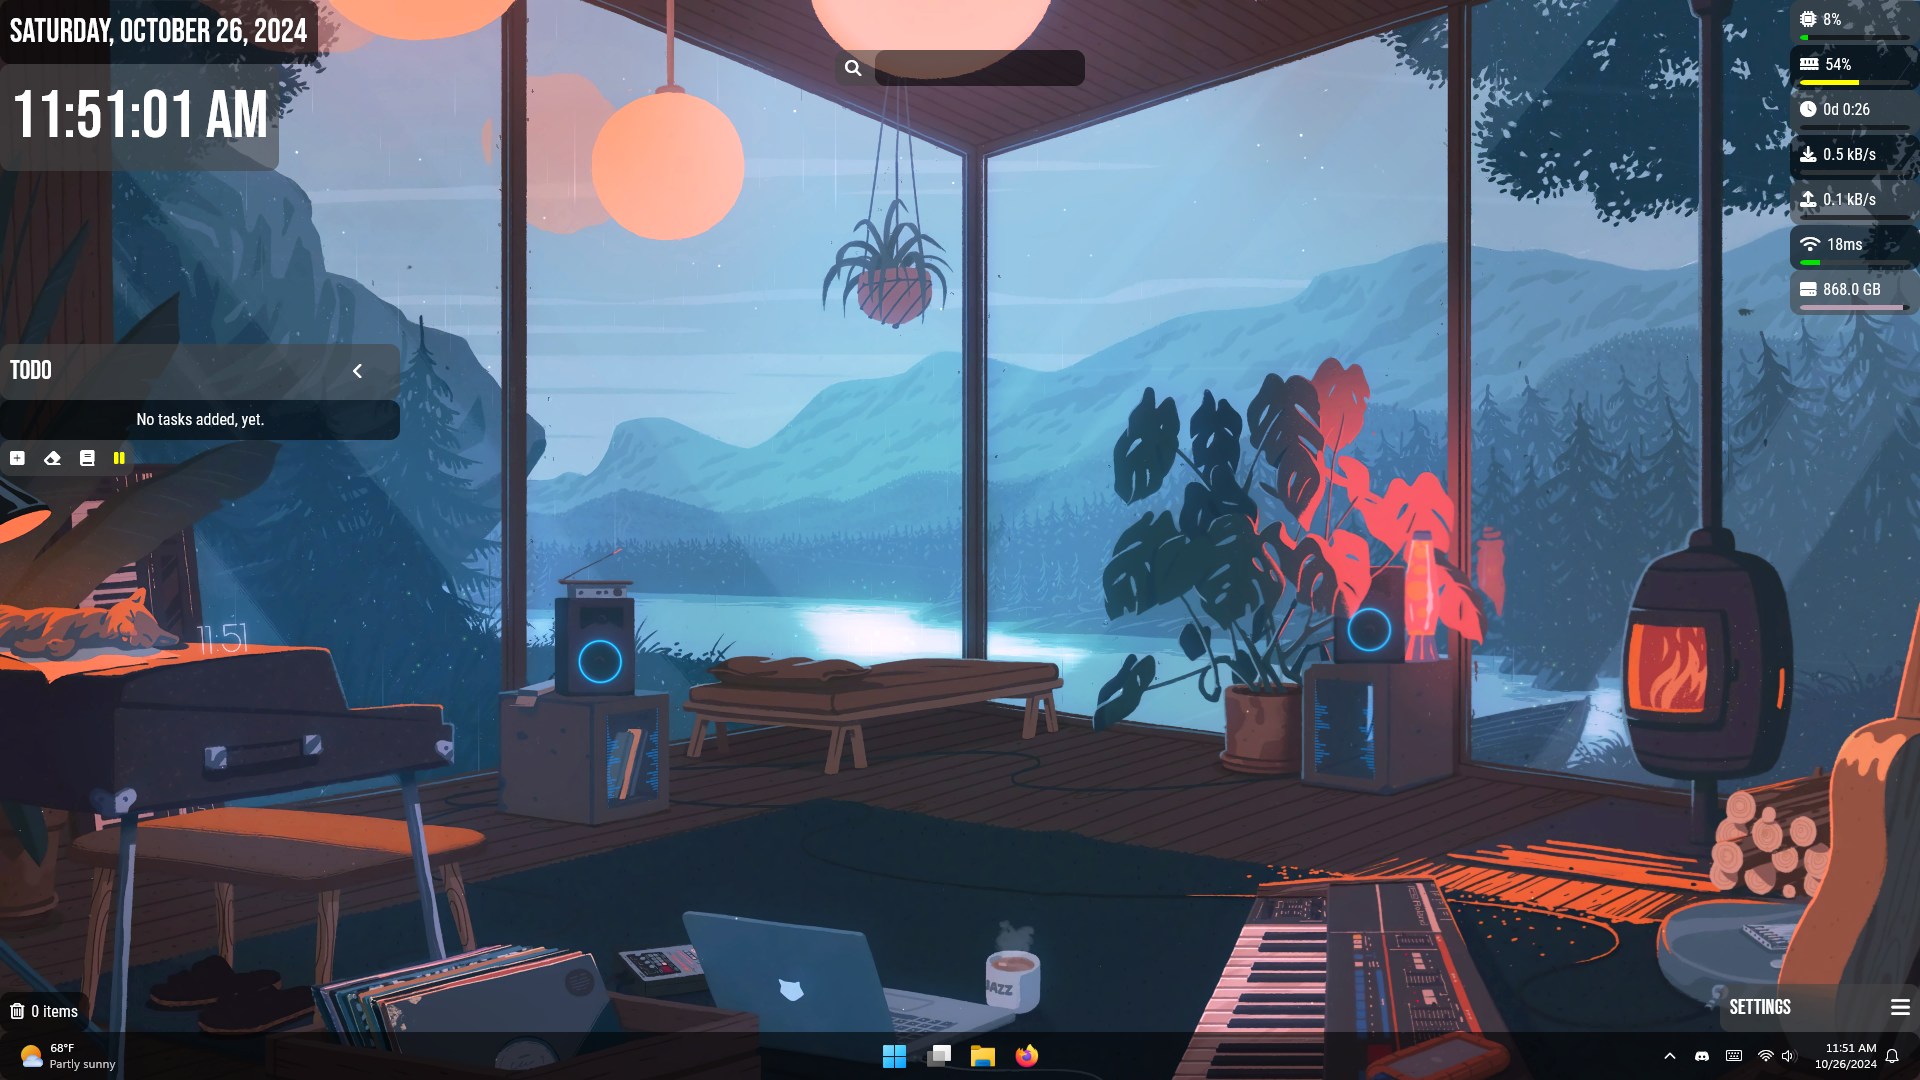 SATURDAY, OCTOBER 26, 2024
11:51:01 AM
8%
54%
0d 0:26
0.5 kB/s
0.1 kB/s
18ms
868.0 GB
TODO
No tasks added, yet.
11:51
JAZZ
Roland
0 items
SETTINGS
68°F
Partly sunny
11:51 AM
10/26/2024